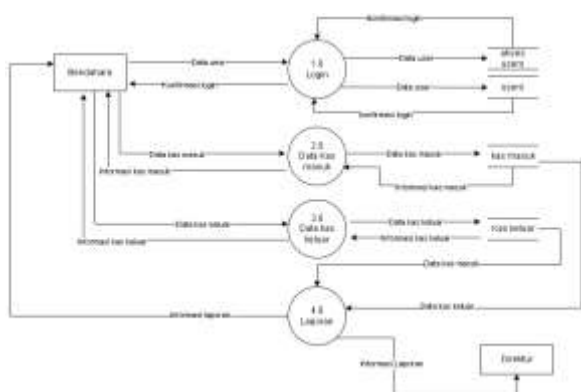 Konfirmasi login
Bendahara
Data user
1.0
Login
Data user
akses
users
Konfirmasi login
Data user
users
Konfirmasi login
2.0
Data Kas
masuk
Data kas masuk
Data kas masuk
kas masuk
Informasi kas masuk
Informasi kas masuk
3.0
Data kas
keluar
Data kas keluar
Data kas keluar
Kas keluar
Informasi kas keluar
Informasi kas keluar
Data kas masuk
4.0
Laporan
Data kas keluar
Informasi laporan
Informasi Laporan
Direktur